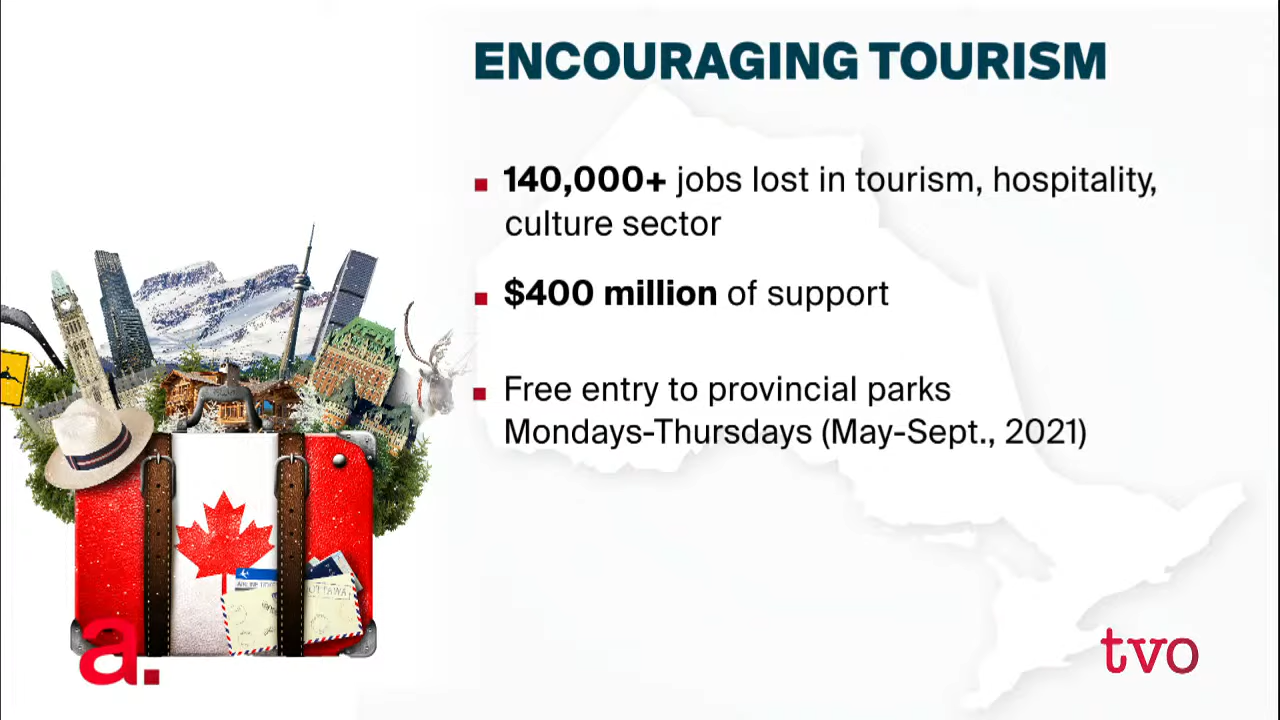 ENCOURAGING TOURISM
▪ 140,000+ jobs lost in tourism, hospitality,
culture sector
▪ $400 million of support
▪ Free entry to provincial parks
Mondays-Thursdays (May-Sept., 2021)
OTTAWA
a.
tvo